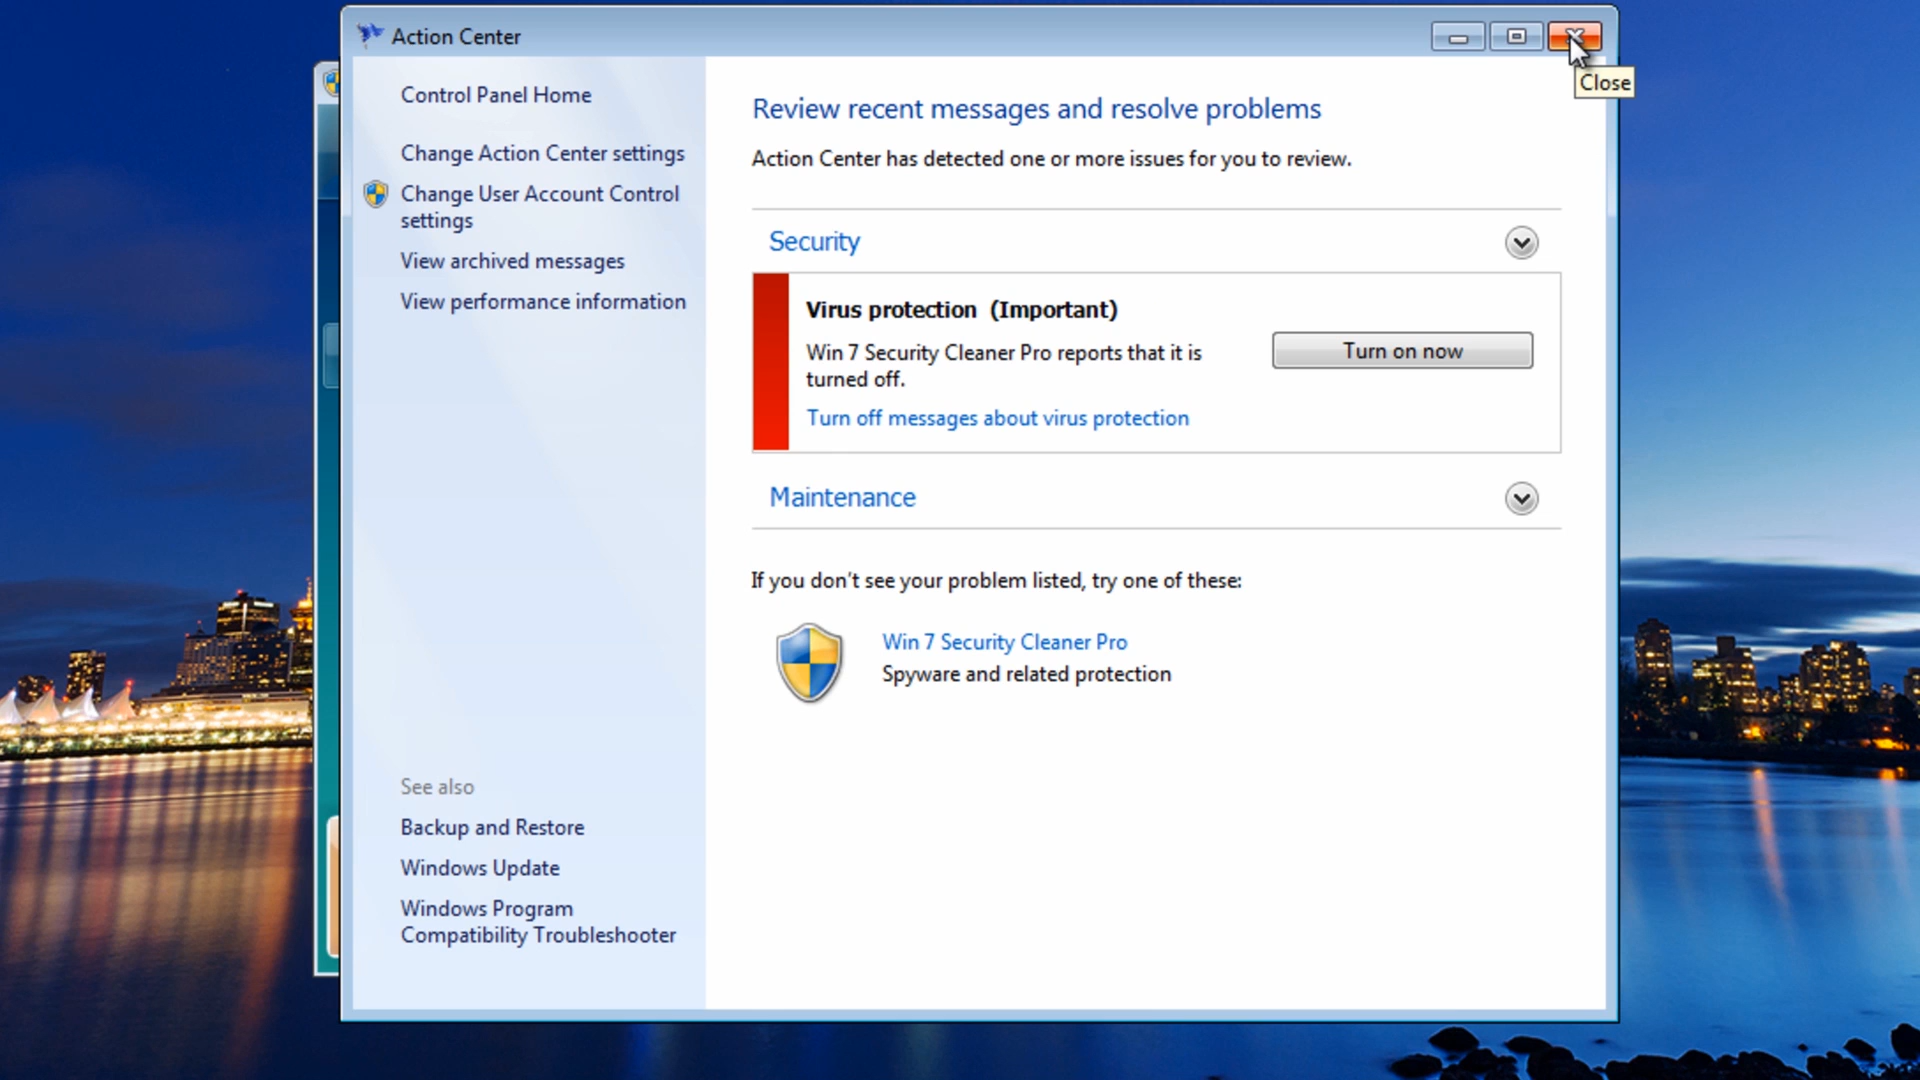 Action Center
Close
Control Panel Home
Change Action Center settings
Change User Account Control
settings
View archived messages
View performance information
See also
Backup and Restore
Windows Update
Windows Program
Compatibility Troubleshooter
Review recent messages and resolve problems
Action Center has detected one or more issues for you to review.
Security
Virus protection (Important)
Win 7 Security Cleaner Pro reports that it is
turned off.
Turn on now
Turn off messages about virus protection
Maintenance
If you don't see your problem listed, try one of these:
Win 7 Security Cleaner Pro
Spyware and related protection